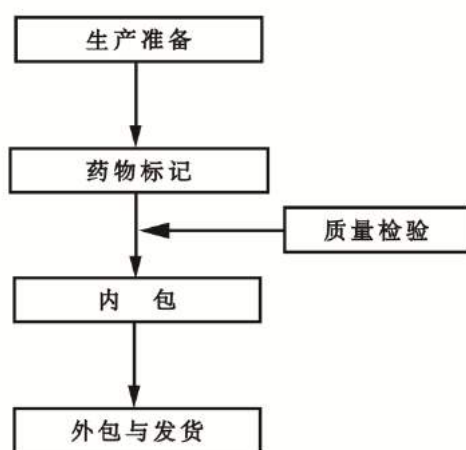 生产准备
药物标记
质量检验
内 包
外包与发货